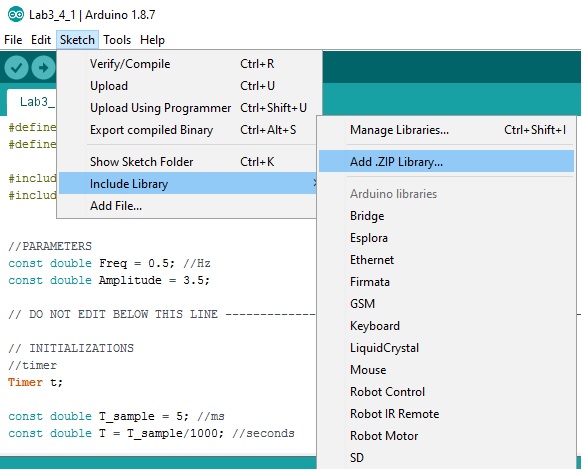 Lab3_4_1 | Arduino 1.8.7
File Edit Sketch Tools Help
Verify/Compile Ctrl+R
Upload Ctrl+U
Upload Using Programmer Ctrl+Shift+U
Export compiled Binary Ctrl+Alt+S
Show Sketch Folder Ctrl+K
Include Library
Add File...
Manage Libraries... Ctrl+Shift+I
Add .ZIP Library...
Arduino libraries
Bridge
Esplora
Ethernet
Firmata
GSM
Keyboard
LiquidCrystal
Mouse
Robot Control
Robot IR Remote
Robot Motor
SD
Lab3_
#define
#define
#includ
#includ
//PARAMETERS
const double Freq = 0.5; //Hz
const double Amplitude = 3.5;
// DO NOT EDIT BELOW THIS LINE ----------
// INITIALIZATIONS
//timer
Timer t;
const double T_sample = 5; //ms
const double T = T_sample/1000; //seconds